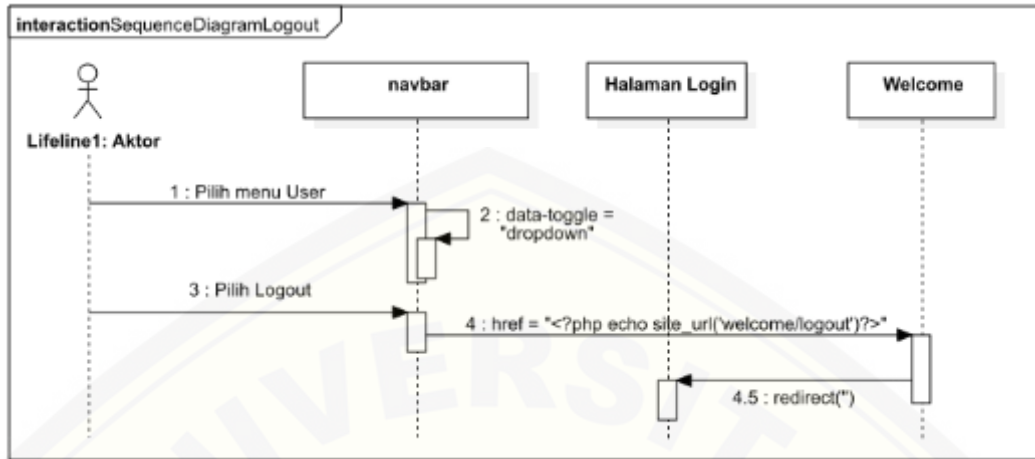 interactionSequenceDiagramLogout
navbar
Halaman Login
Welcome
Lifeline1: Aktor
1 : Pilih menu User
2 : data-toggle =
"dropdown"
3 : Pilih Logout
4 : href = "<?php echo site_url('welcome/logout')?>"
4.5 : redirect('')
UNIVERSIT